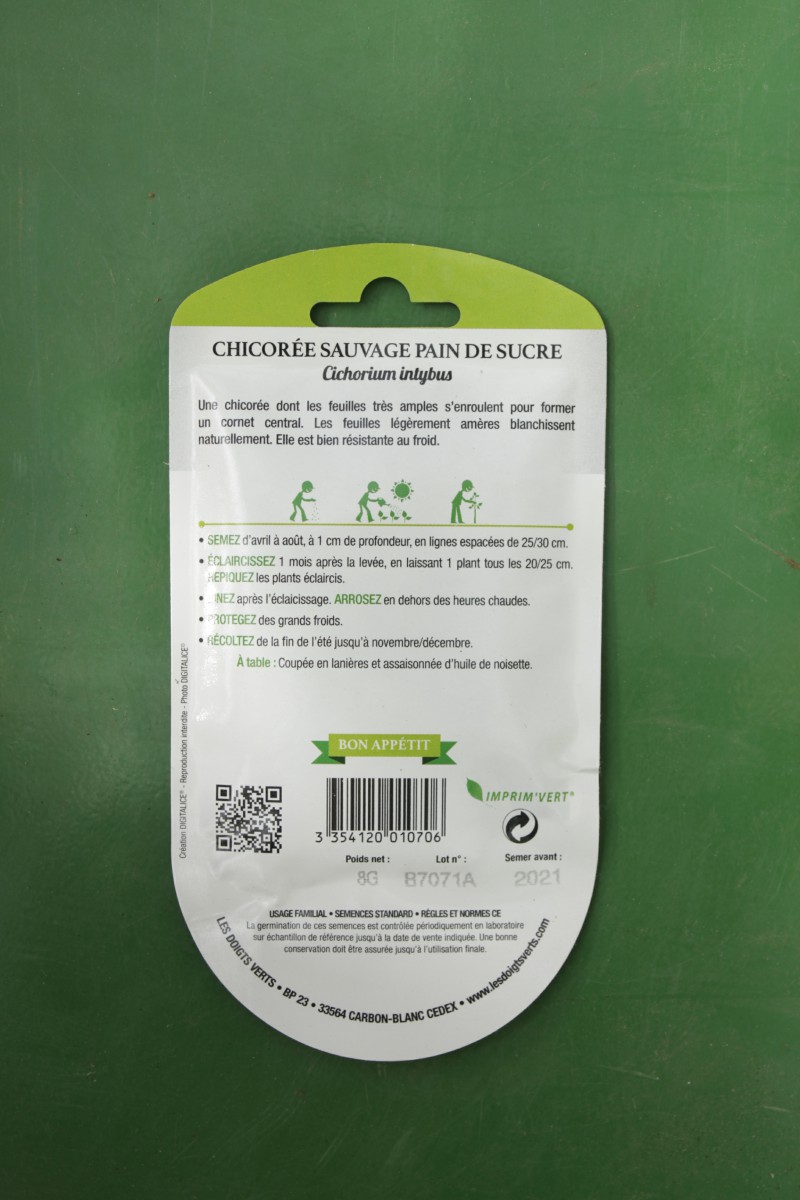 CHICORÉE SAUVAGE PAIN DE SUCRE
Cichorium intybus
Une chicorée dont les feuilles très amples s'enroulent pour former
un cornet central. Les feuilles légèrement amères blanchissent
naturellement. Elle est bien résistante au froid.
• SEMEZ d'avril à août, à 1 cm de profondeur, en lignes espacées de 25/30 cm.
• ÉCLAIRCISSEZ 1 mois après la levée, en laissant 1 plant tous les 20/25 cm.
REPIQUEZ les plants éclaircis.
• après l'éclaicissage. ARROSEZ en dehors des heures chaudes.
• PROTEGEZ des grands froids.
• RÉCOLTEZ de la fin de l'été jusqu'à novembre/décembre.
À table : Coupée en lanières et assaisonnée d'huile de noisette.
Création DIGITALICE® - Reproduction interdite - Photo DIGITALICE®
BON APPÉTIT
IMPRIM'VERT®
3 354120 010706
Poids net : Lot n° : Semer avant :
8G 87071A 2021
USAGE FAMILIAL • SEMENCES STANDARD • RÈGLES ET NORMES CE
La germination de ces semences est contrôlée périodiquement en laboratoire
sur échantillon de référence jusqu'à la date de vente indiquée. Une bonne
conservation doit être assurée jusqu'à l'utilisation finale.
LES DOIGTS VERTS • BP 23 • 33564 CARBON-BLANC CEDEX • www.lesdoigtsverts.com